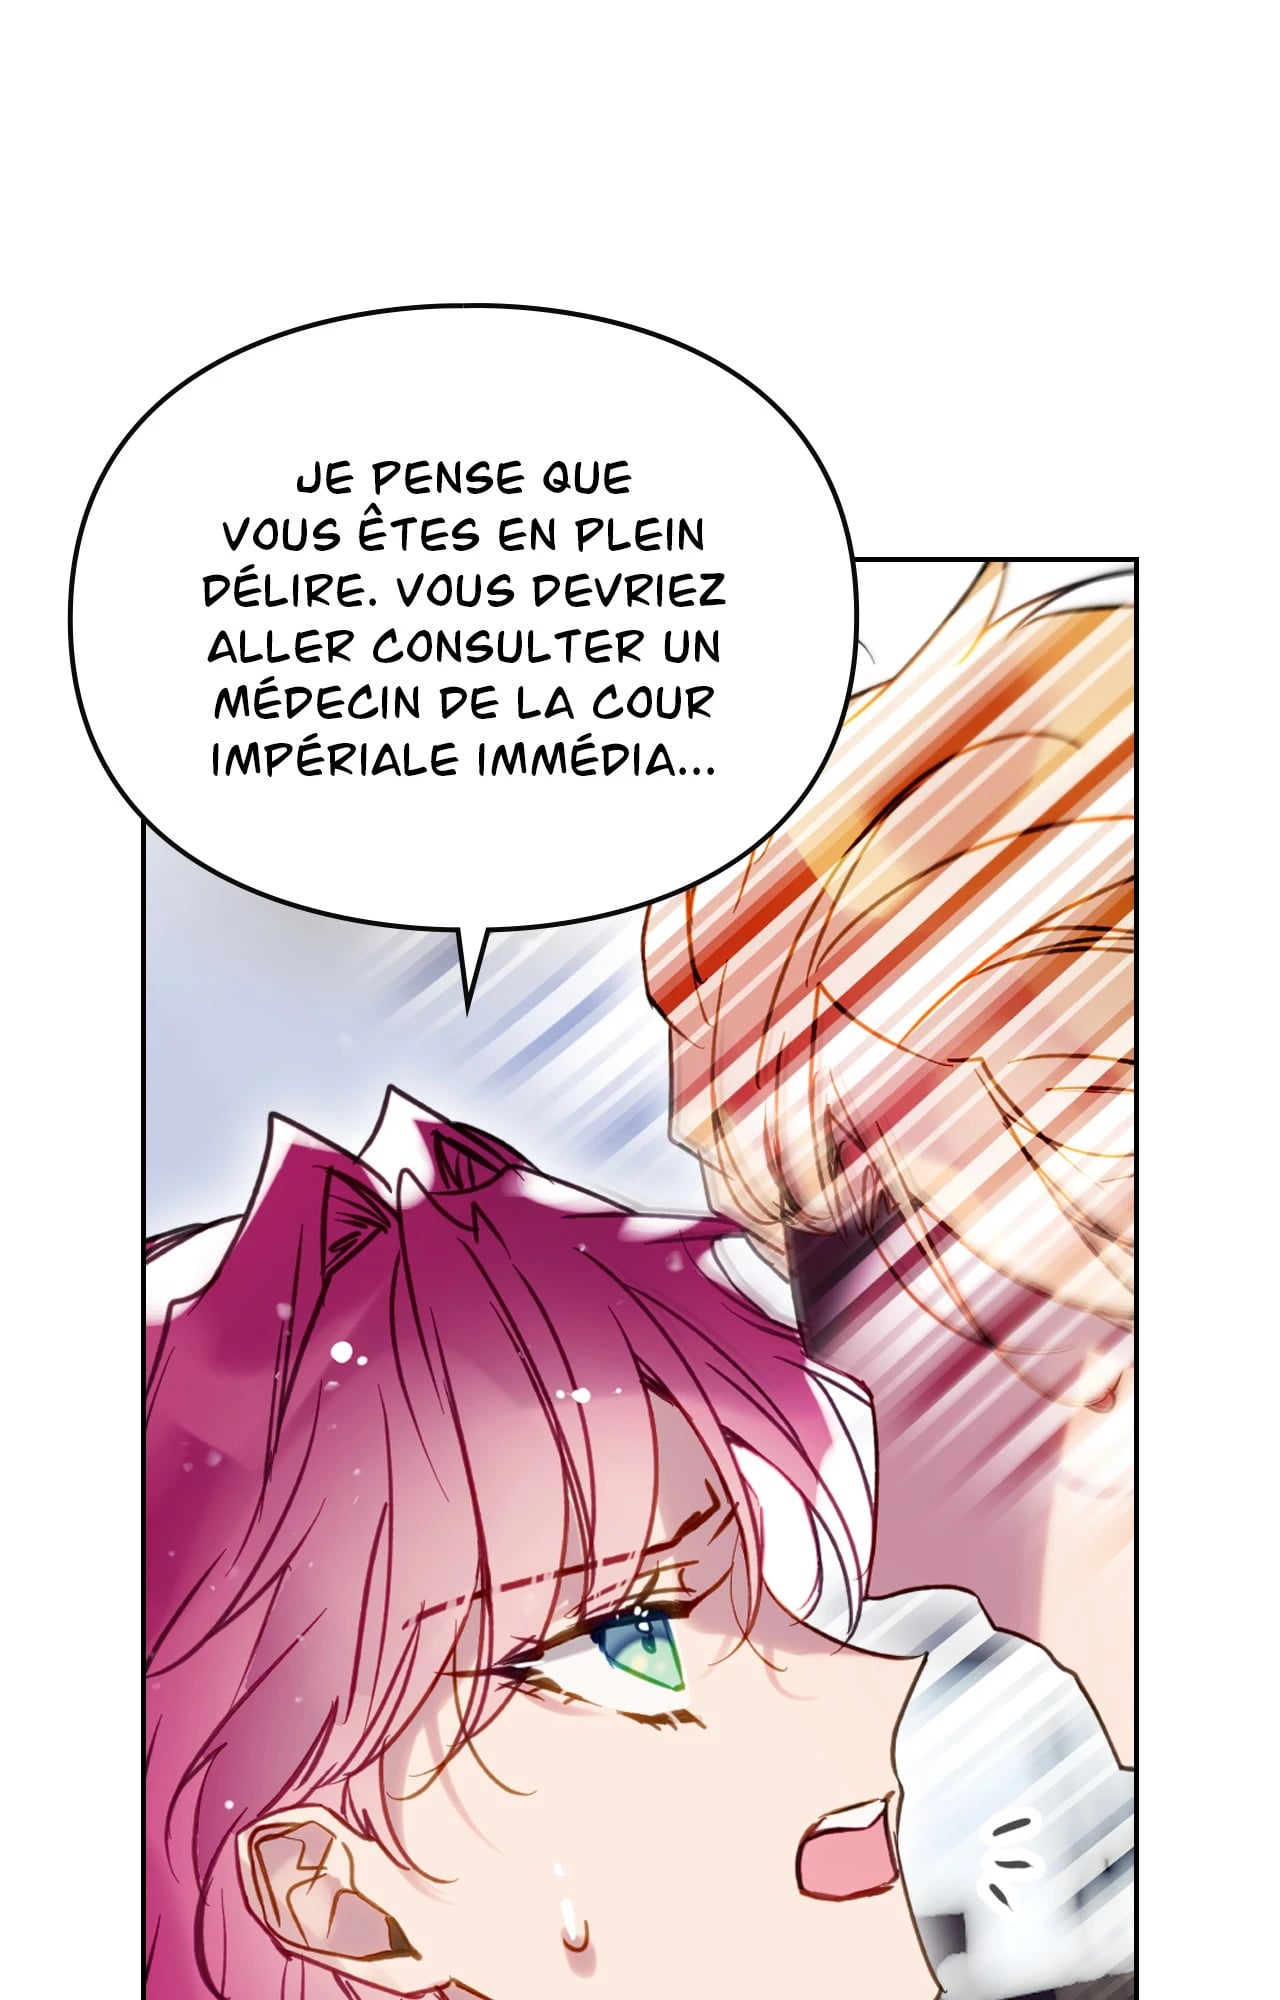 JE PENSE QUE
VOUS ÊTES EN PLEIN
DÉLIRE. VOUS DEVRIEZ
ALLER CONSULTER UN
MÉDECIN DE LA COUR
IMPÉRIALE IMMÉDIA...